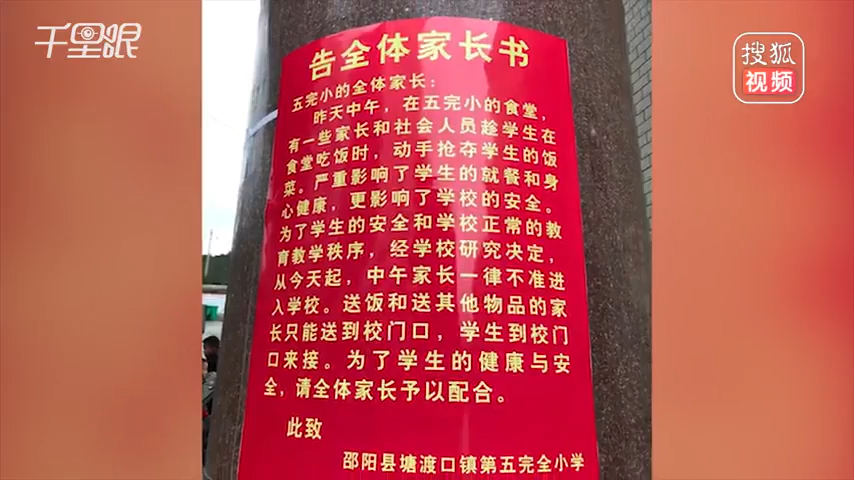 千里眼
搜狐
视频
告全体家长书
五完小的全体家长：
昨天中午，在五完小的食堂，
有一些家长和社会人员趁学生在
食堂吃饭时，动手抢夺学生的饭
菜。严重影响了学生的就餐和身
心健康，更影响了学校的安全。
为了学生的安全和学校正常的教
育教学秩序，经学校研究决定，
从今天起，中午家长一律不准进
入学校。送饭和送其他物品的家
长只能送到校门口，学生到校门
口来接。为了学生的健康与安
全，请全体家长予以配合。
此致
邵阳县塘渡口镇第五完全小学